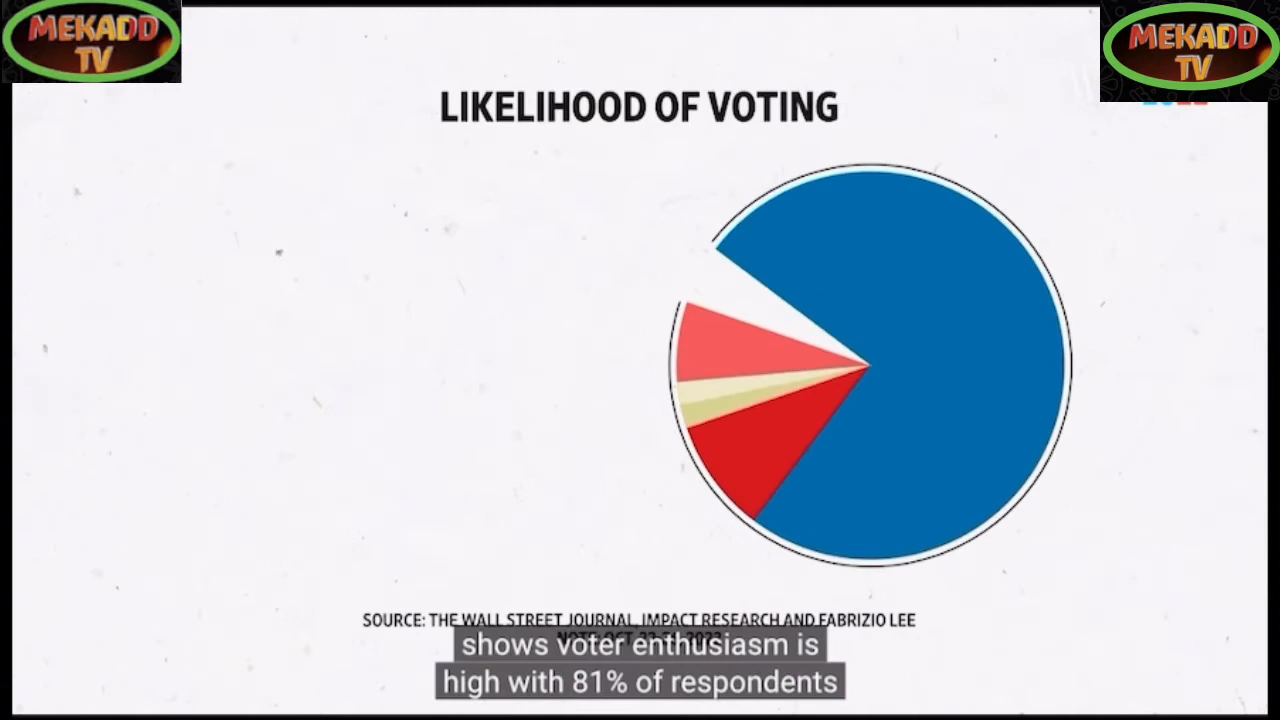 MEKADD
TV
MEKADD
TV
LIKELIHOOD OF VOTING
SOURCE: THE WALL STREET JOURNAL, IMPACT RESEARCH AND FABRIZIO LEE
shows voter enthusiasm is
high with 81% of respondents